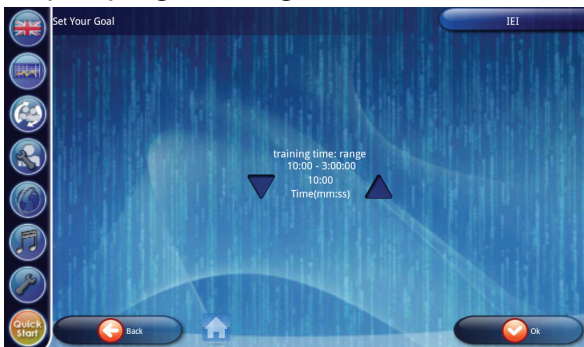 Set Your Goal
IEI
training time: range
10:00 - 3:00:00
10:00
Time(mm:ss)
Quick
Start
Back
Ok